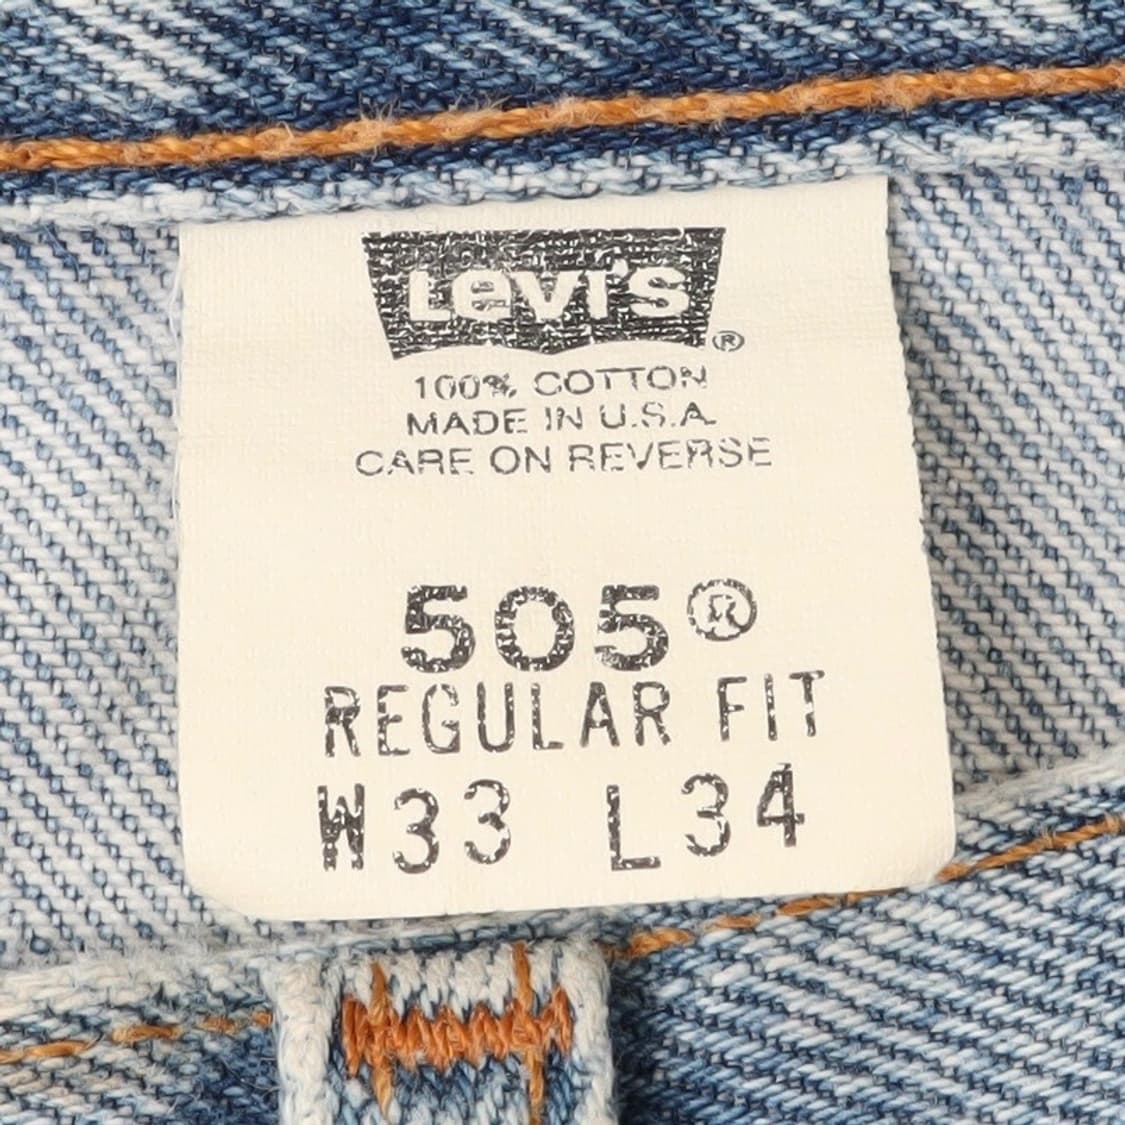 Levi's®
100% COTTON
MADE IN U.S.A.
CARE ON REVERSE
505®
REGULAR FIT
W33 L34